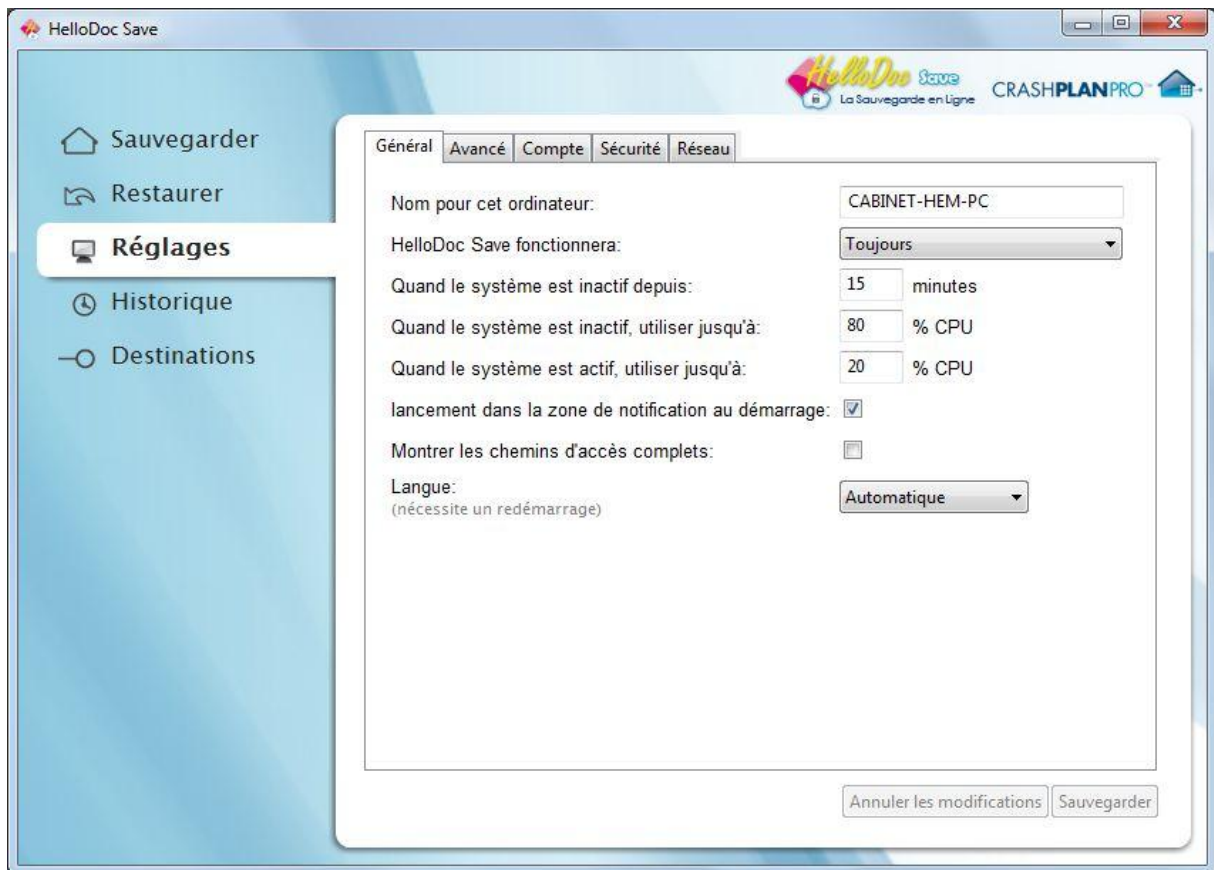 HelloDoc Save
HelloDoc Save
La Sauvegarde en Ligne
CRASHPLANPRO
Sauvegarder
Restaurer
Réglages
Historique
Destinations
Général Avancé Compte Sécurité Réseau
Nom pour cet ordinateur: CABINET-HEM-PC
HelloDoc Save fonctionnera: Toujours
Quand le système est inactif depuis: 15 minutes
Quand le système est inactif, utiliser jusqu'à: 80 % CPU
Quand le système est actif, utiliser jusqu'à: 20 % CPU
lancement dans la zone de notification au démarrage:
Montrer les chemins d'accès complets:
Langue: Automatique
(nécessite un redémarrage)
Annuler les modifications Sauvegarder